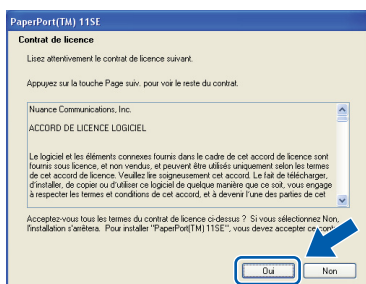 PaperPort(TM) 11SE
Contrat de licence
Lisez attentivement le contrat de licence suivant.
Appuyez sur la touche Page suiv. pour voir le reste du contrat.
Nuance Communications, Inc.
ACCORD DE LICENCE LOGICIEL
Le logiciel et les éléments connexes fournis dans le cadre de cet accord de licence sont
fournis sous licence, et non vendus, et peuvent être utilisés uniquement selon les termes
de cet accord de licence. Veuillez lire soigneusement cet accord. Le fait de télécharger,
d'installer, de copier ou d'utiliser ce logiciel de quelque manière que ce soit, vous engage
à respecter les termes et conditions de cet accord, et à devenir l'une des parties de cet
Acceptez-vous tous les termes du contrat de licence ci-dessus ? Si vous sélectionnez Non,
l'installation s'arrêtera. Pour installer "PaperPort(TM) 11SE", vous devez accepter ce
Oui Non